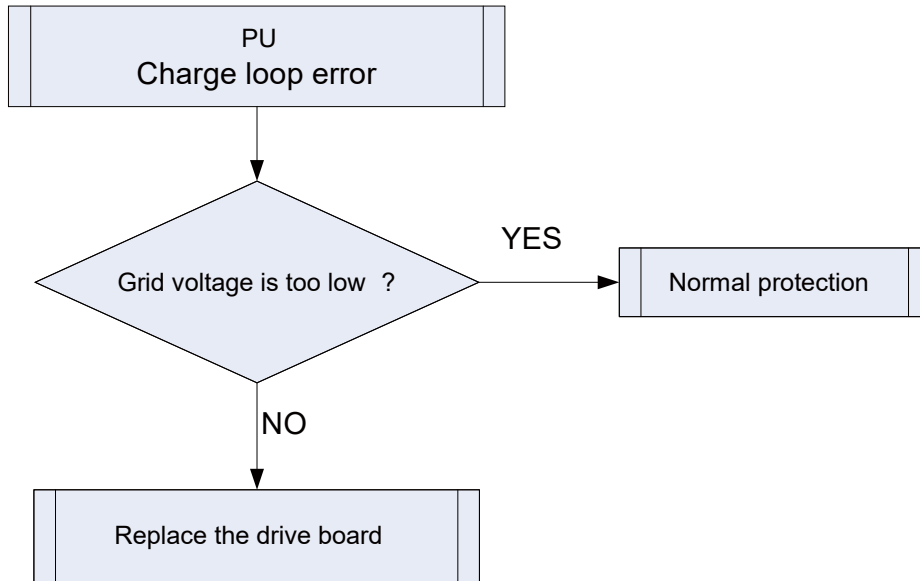 PU
Charge loop error
YES
Grid voltage is too low ?
Normal protection
NO
Replace the drive board